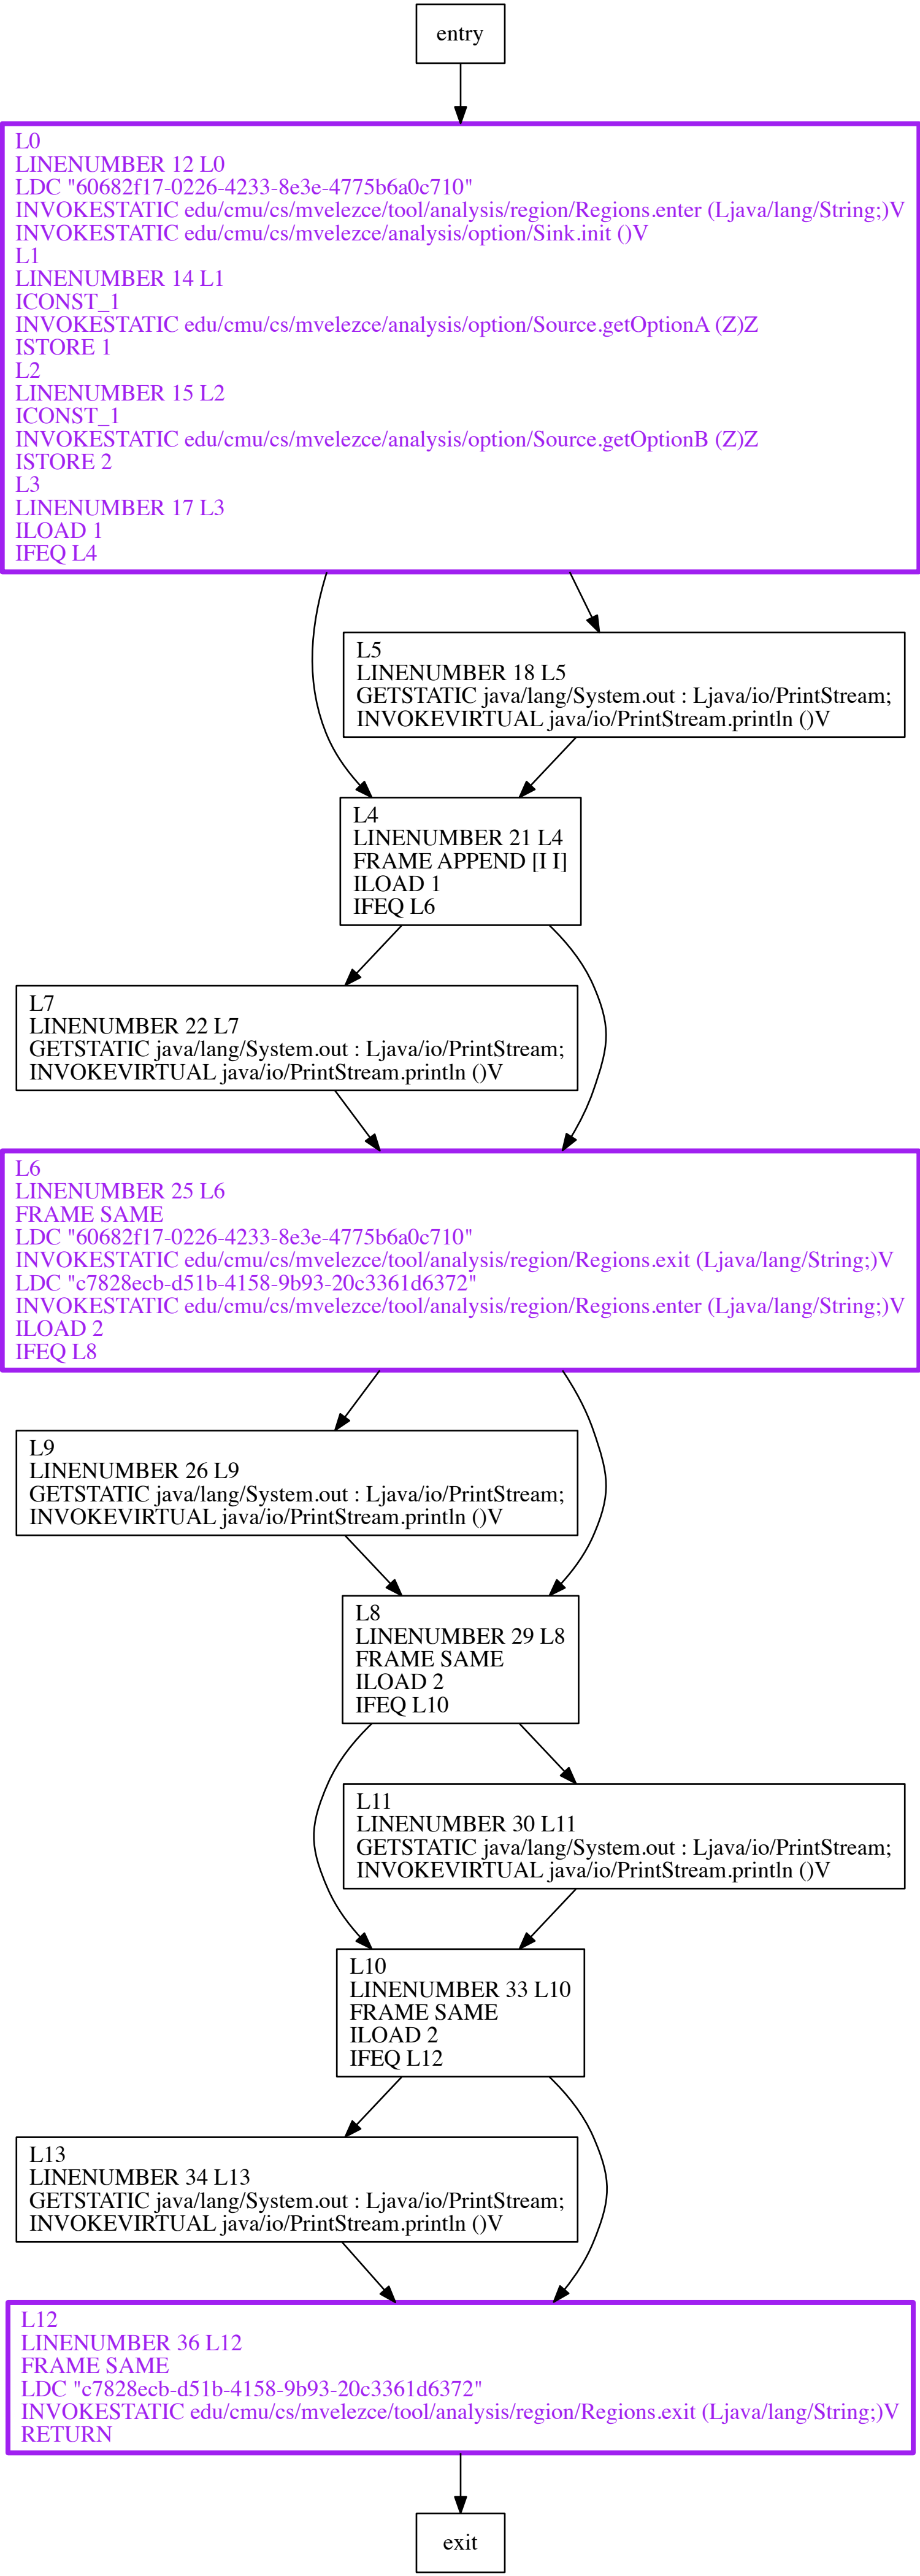 entry
L0
LINENUMBER 12 L0
LDC "60682f17-0226-4233-8e3e-4775b6a0c710"
INVOKESTATIC edu/cmu/cs/mvelezce/tool/analysis/region/Regions.enter (Ljava/lang/String;)V
INVOKESTATIC edu/cmu/cs/mvelezce/analysis/option/Sink.init ()V
L1
LINENUMBER 14 L1
ICONST_1
INVOKESTATIC edu/cmu/cs/mvelezce/analysis/option/Source.getOptionA (Z)Z
ISTORE 1
L2
LINENUMBER 15 L2
ICONST_1
INVOKESTATIC edu/cmu/cs/mvelezce/analysis/option/Source.getOptionB (Z)Z
ISTORE 2
L3
LINENUMBER 17 L3
ILOAD 1
IFEQ L4
L5
LINENUMBER 18 L5
GETSTATIC java/lang/System.out : Ljava/io/PrintStream;
INVOKEVIRTUAL java/io/PrintStream.println ()V
L4
LINENUMBER 21 L4
FRAME APPEND [I I]
ILOAD 1
IFEQ L6
L7
LINENUMBER 22 L7
GETSTATIC java/lang/System.out : Ljava/io/PrintStream;
INVOKEVIRTUAL java/io/PrintStream.println ()V
L6
LINENUMBER 25 L6
FRAME SAME
LDC "60682f17-0226-4233-8e3e-4775b6a0c710"
INVOKESTATIC edu/cmu/cs/mvelezce/tool/analysis/region/Regions.exit (Ljava/lang/String;)V
LDC "c7828ecb-d51b-4158-9b93-20c3361d6372"
INVOKESTATIC edu/cmu/cs/mvelezce/tool/analysis/region/Regions.enter (Ljava/lang/String;)V
ILOAD 2
IFEQ L8
L9
LINENUMBER 26 L9
GETSTATIC java/lang/System.out : Ljava/io/PrintStream;
INVOKEVIRTUAL java/io/PrintStream.println ()V
L8
LINENUMBER 29 L8
FRAME SAME
ILOAD 2
IFEQ L10
L11
LINENUMBER 30 L11
GETSTATIC java/lang/System.out : Ljava/io/PrintStream;
INVOKEVIRTUAL java/io/PrintStream.println ()V
L10
LINENUMBER 33 L10
FRAME SAME
ILOAD 2
IFEQ L12
L13
LINENUMBER 34 L13
GETSTATIC java/lang/System.out : Ljava/io/PrintStream;
INVOKEVIRTUAL java/io/PrintStream.println ()V
L12
LINENUMBER 36 L12
FRAME SAME
LDC "c7828ecb-d51b-4158-9b93-20c3361d6372"
INVOKESTATIC edu/cmu/cs/mvelezce/tool/analysis/region/Regions.exit (Ljava/lang/String;)V
RETURN
exit